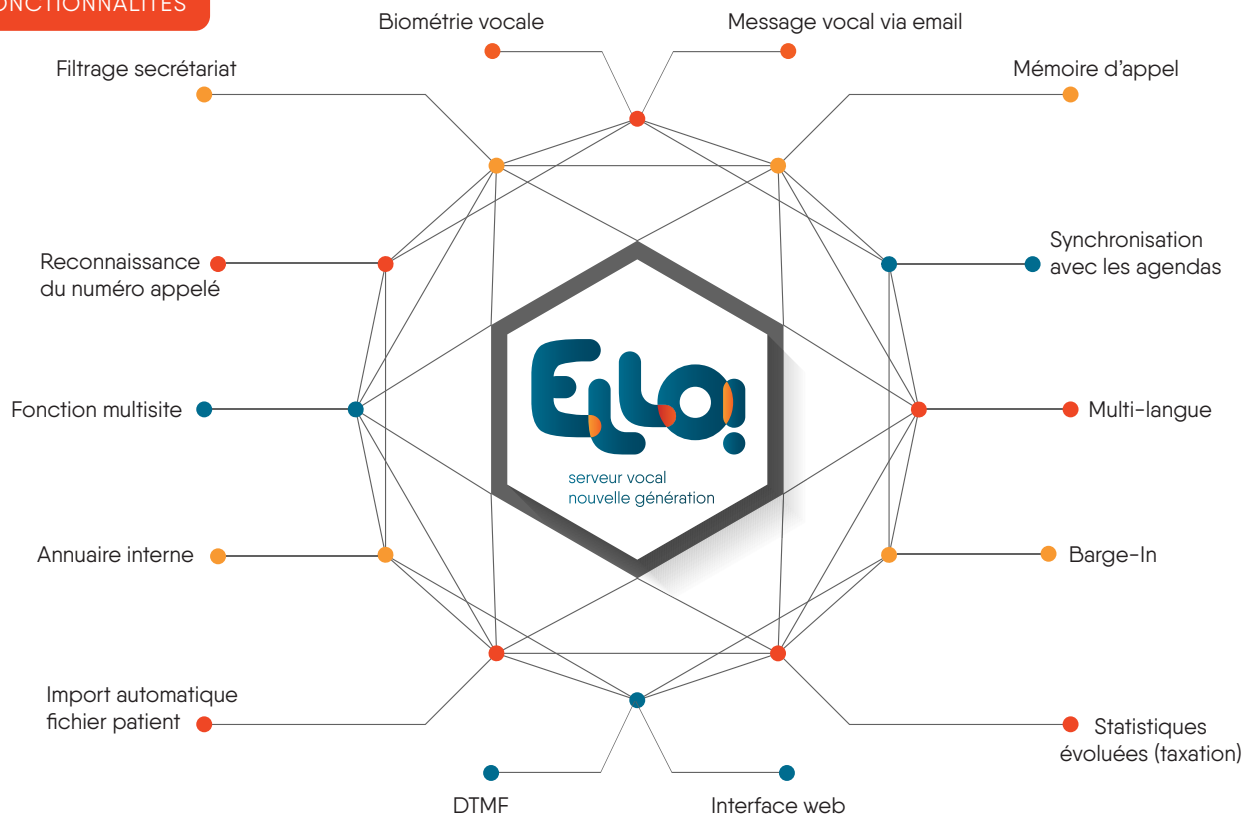 ONCTIONNALITÉS
Biométrie vocale
Message vocal via email
Filtrage secrétariat
Mémoire d'appel
Reconnaissance
du numéro appelé
Synchronisation
avec les agendas
ELLO!
serveur vocal
nouvelle génération
Fonction multisite
Multi-langue
Annuaire interne
Barge-In
Import automatique
fichier patient
Statistiques
évoluées (taxation)
DTMF
Interface web